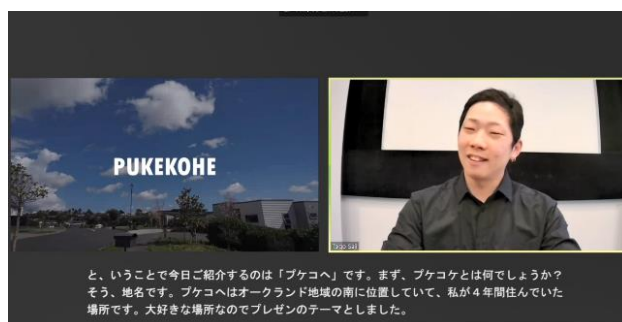 PUKEKOHE
と、いうことで今日ご紹介するのは「プケコへ」です。まず、プケコケとは何でしょうか？
そう、地名です。プケコヘはオークランド地域の南に位置していて、私が４年間住んでいた
場所です。大好きな場所なのでプレゼンのテーマとしました。